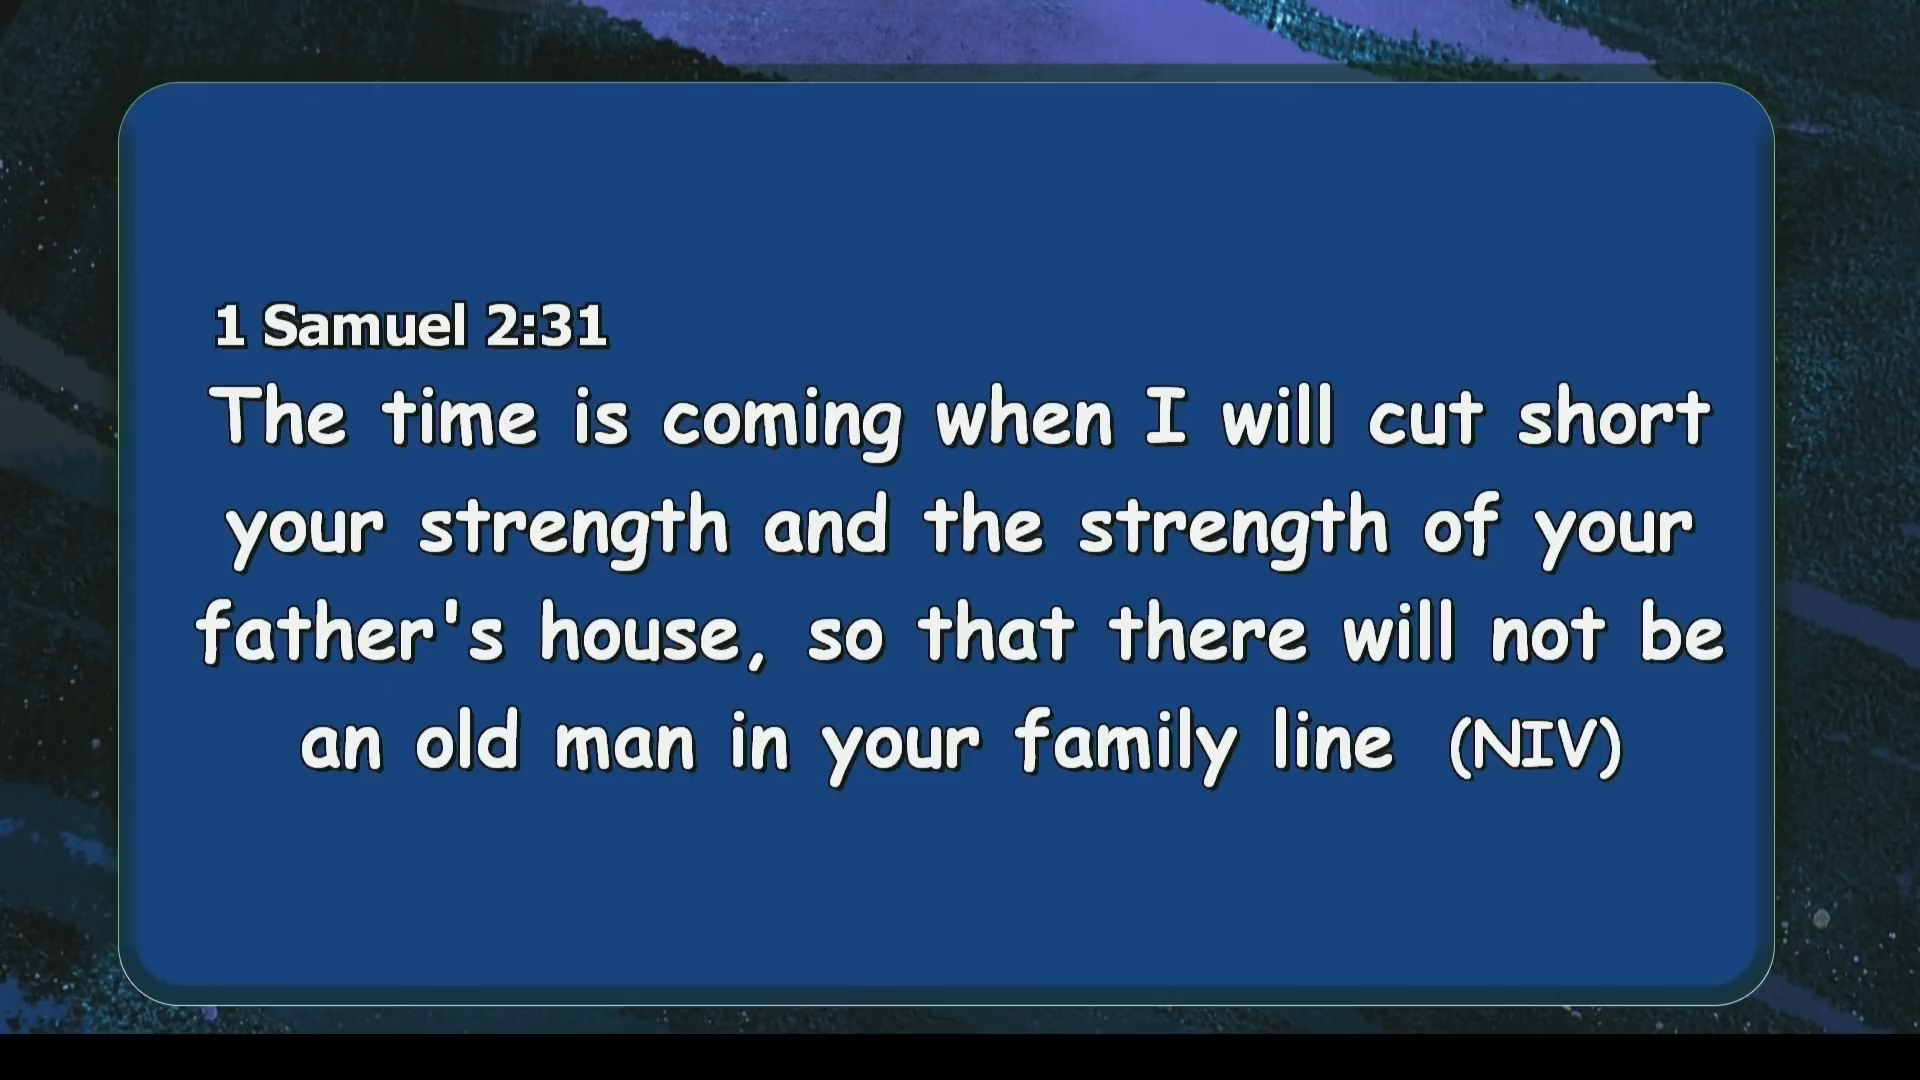 1 Samuel 2:31
The time is coming when I will cut short
your strength and the strength of your
father's house, so that there will not be
an old man in your family line (NIV)